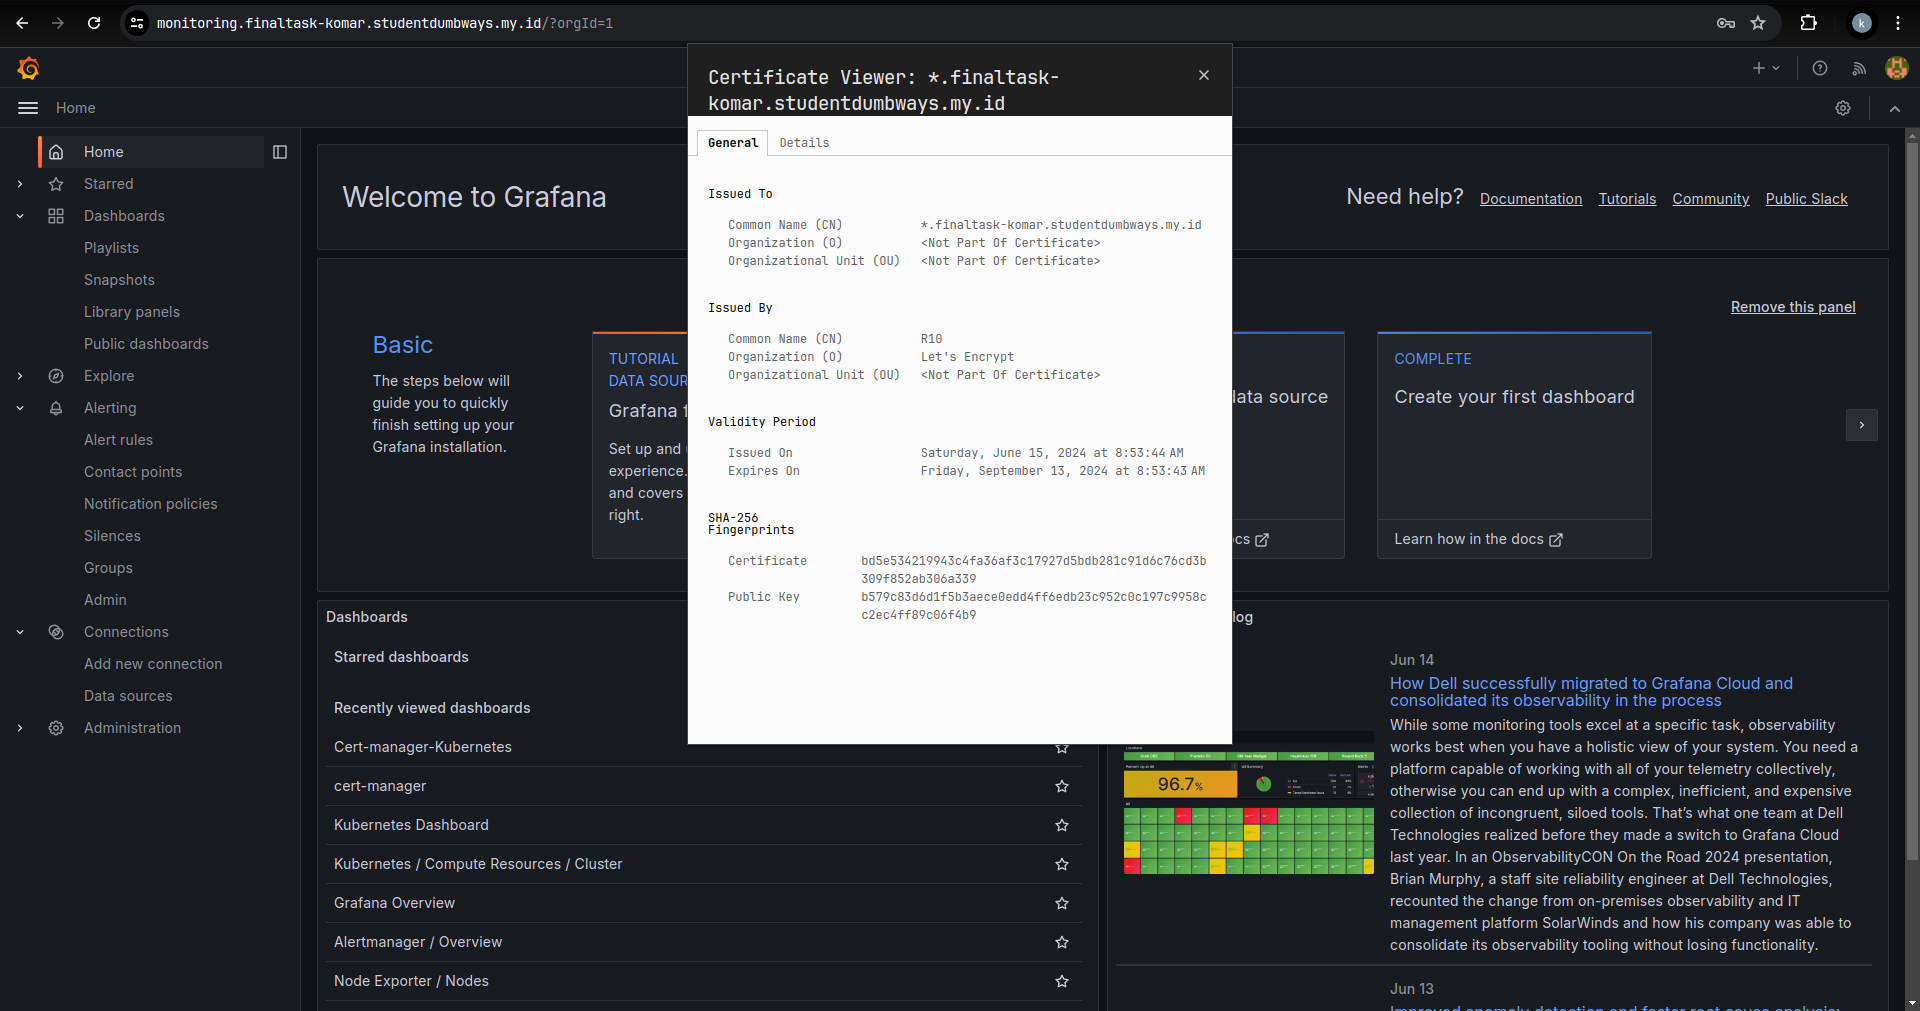 monitoring.finaltask-komar.studentdumbways.my.id/?orgId=1
k
Home
Home
Starred
Dashboards
Playlists
Snapshots
Library panels
Public dashboards
Explore
Alerting
Alert rules
Contact points
Notification policies
Silences
Groups
Admin
Connections
Add new connection
Data sources
Administration
Welcome to Grafana
Need help?
Documentation
Tutorials
Community
Public Slack
Remove this panel
Basic
The steps below will
guide you to quickly
finish setting up your
Grafana installation.
TUTORIAL
DATA SOUR
Grafana f
Set up and
experience.
and covers
right.
data source
cs
COMPLETE
Create your first dashboard
Learn how in the docs
Certificate Viewer: *.finaltask-
komar.studentdumbways.my.id
General
Details
Issued To
Common Name (CN) *.finaltask-komar.studentdumbways.my.id
Organization (O) <Not Part Of Certificate>
Organizational Unit (OU) <Not Part Of Certificate>
Issued By
Common Name (CN) R10
Organization (O) Let's Encrypt
Organizational Unit (OU) <Not Part Of Certificate>
Validity Period
Issued On Saturday, June 15, 2024 at 8:53:44 AM
Expires On Friday, September 13, 2024 at 8:53:43 AM
SHA-256
Fingerprints
Certificate bd5e534219943c4fa36af3c17927d5bdb281c91d6c76cd3b
309f852ab306a339
Public Key b579c83d6d1f5b3aece0edd4ff6edb23c952c0c197c9958c
c2ec4ff89c06f4b9
Dashboards
Starred dashboards
Recently viewed dashboards
Cert-manager-Kubernetes
cert-manager
Kubernetes Dashboard
Kubernetes / Compute Resources / Cluster
Grafana Overview
Alertmanager / Overview
Node Exporter / Nodes
log
96.7%
Jun 14
How Dell successfully migrated to Grafana Cloud and
consolidated its observability in the process
While some monitoring tools excel at a specific task, observability
works best when you have a holistic view of your system. You need a
platform capable of working with all of your telemetry collectively,
otherwise you can end up with a complex, inefficient, and expensive
collection of incongruent, siloed tools. That’s what one team at Dell
Technologies realized before they made a switch to Grafana Cloud
last year. In an ObservabilityCON On the Road 2024 presentation,
Brian Murphy, a staff site reliability engineer at Dell Technologies,
recounted the change from on-premises observability and IT
management platform SolarWinds and how his company was able to
consolidate its observability tooling without losing functionality.
Jun 13
Improved anomaly detection and faster root cause analysis: